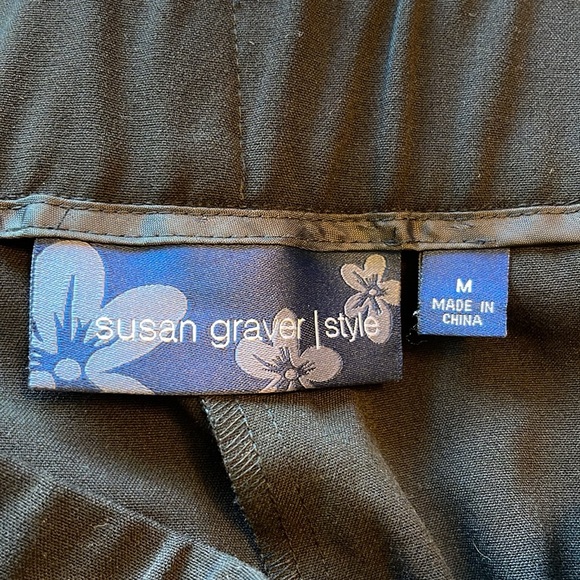 susan graver | style
M
MADE IN
CHINA